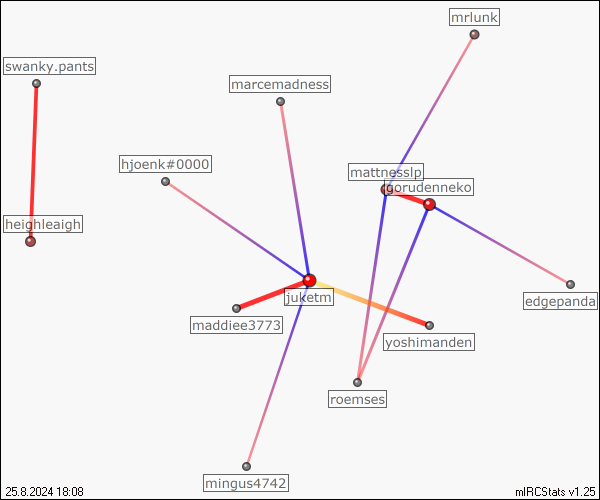 mrlunk
swanky.pants
marcemadness
hjoenk#0000
mattnesslp
gorudenneko
heighleaigh
juketm
edgepanda
maddiee3773
yoshimanden
roemses
mingus4742
25.8.2024 18:08
mIRCStats v1.25